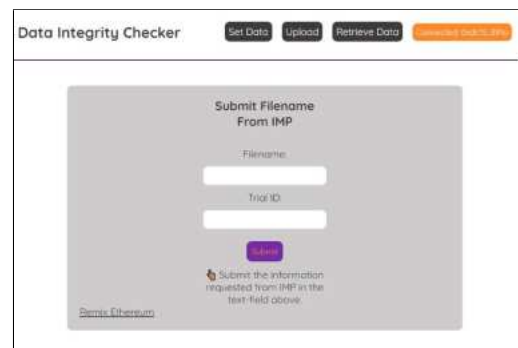 Data Integrity Checker
Set Data
Upload
Retrieve Data
Connected:
Submit Filename
From IMP
Filename:
Trial ID:
Submit
Submit the information
requested from IMP in the
text-field above.
Remix Ethereum